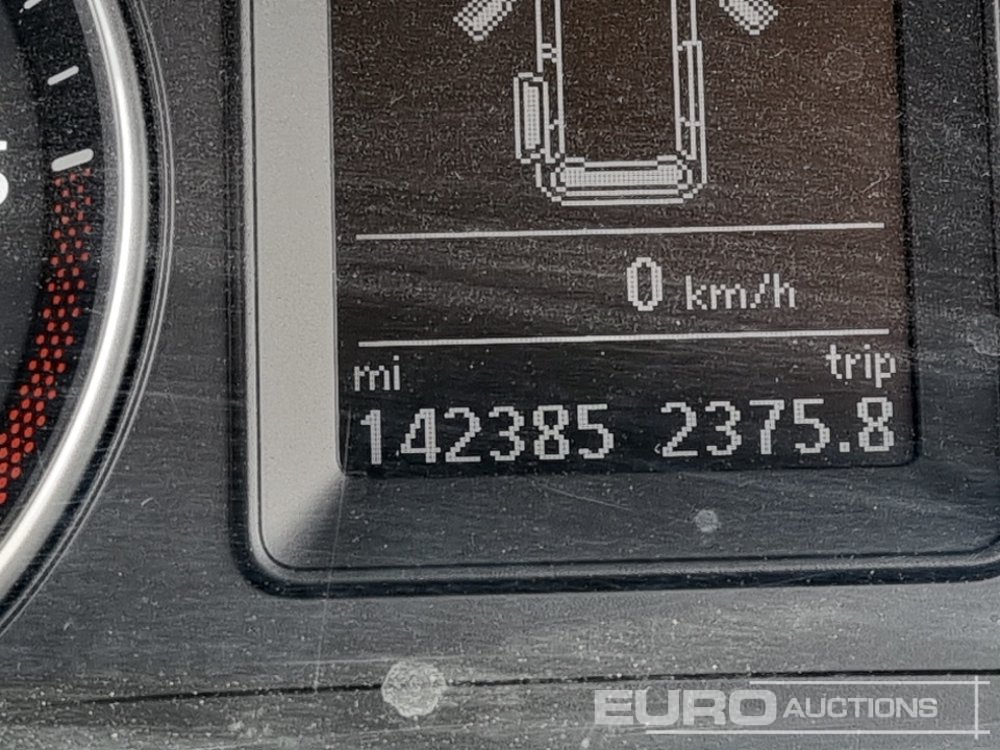 0 km/h
mi trip
142385 2375.8
EURO AUCTIONS